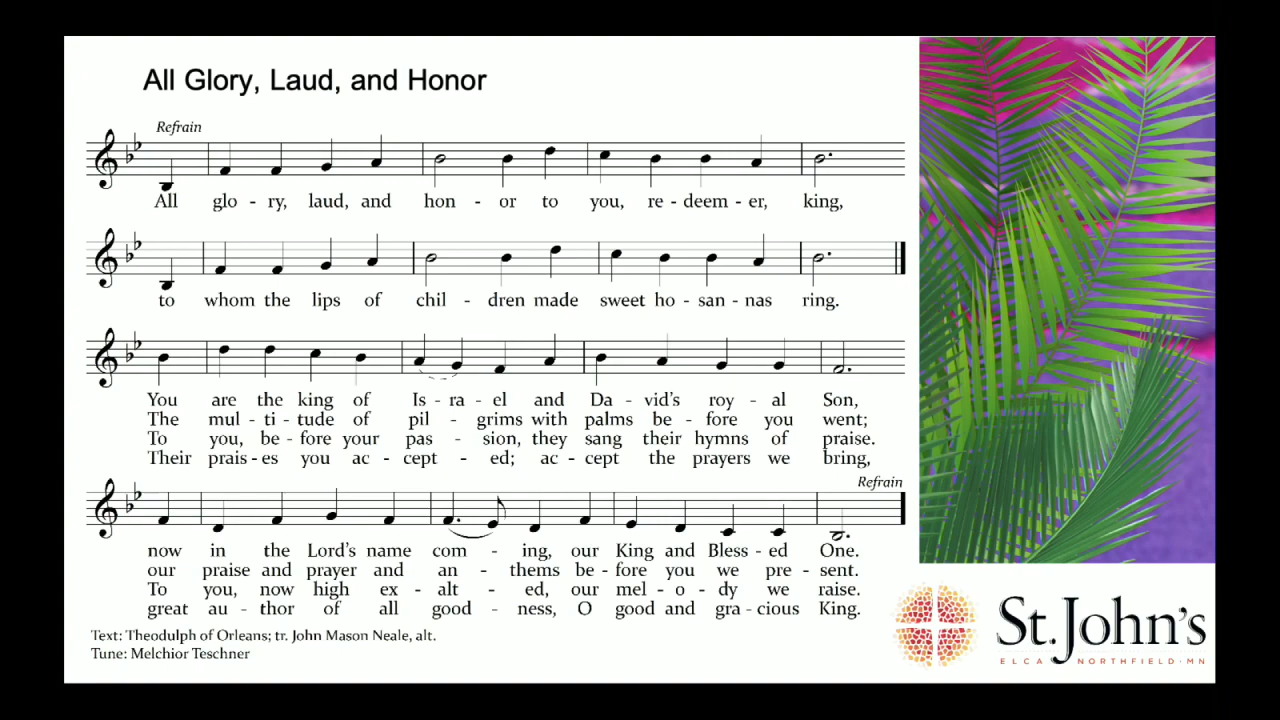 All Glory, Laud, and Honor
Refrain
All glo - ry, laud, and hon - or to you, re - deem - er, king,
to whom the lips of chil - dren made sweet ho - san - nas ring.
You are the king of Is - ra - el and Da - vid's roy - al Son,
The mul - ti - tude of pil - grims with palms be - fore you went;
To you, be - fore your pas - sion, they sang their hymns of praise.
Their prais - es you ac - cept - ed; ac - cept the prayers we bring,
Refrain
now in the Lord's name com - ing, our King and Bless - ed One.
our praise and prayer and an - thems be - fore you we pre - sent.
To you, now high ex - alt - ed, our mel - o - dy we raise.
great au - thor of all good - ness, O good and gra - cious King.
Text: Theodulph of Orleans; tr. John Mason Neale, alt.
Tune: Melchior Teschner
St. John's
ELCA NORTHFIELD · MN